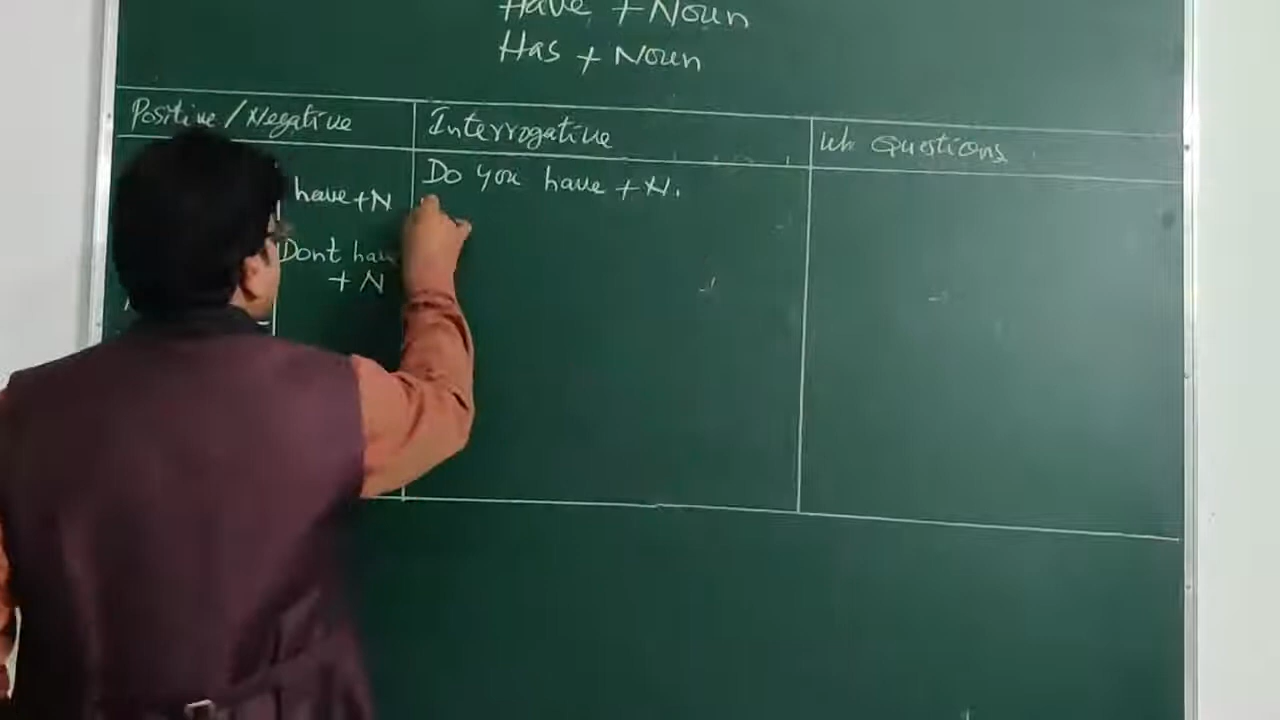 Have + Noun
Has + Noun
Positive / Negative
Interrogative
Wh Questions
have + N
Dont have
+ N
Do you have + N.